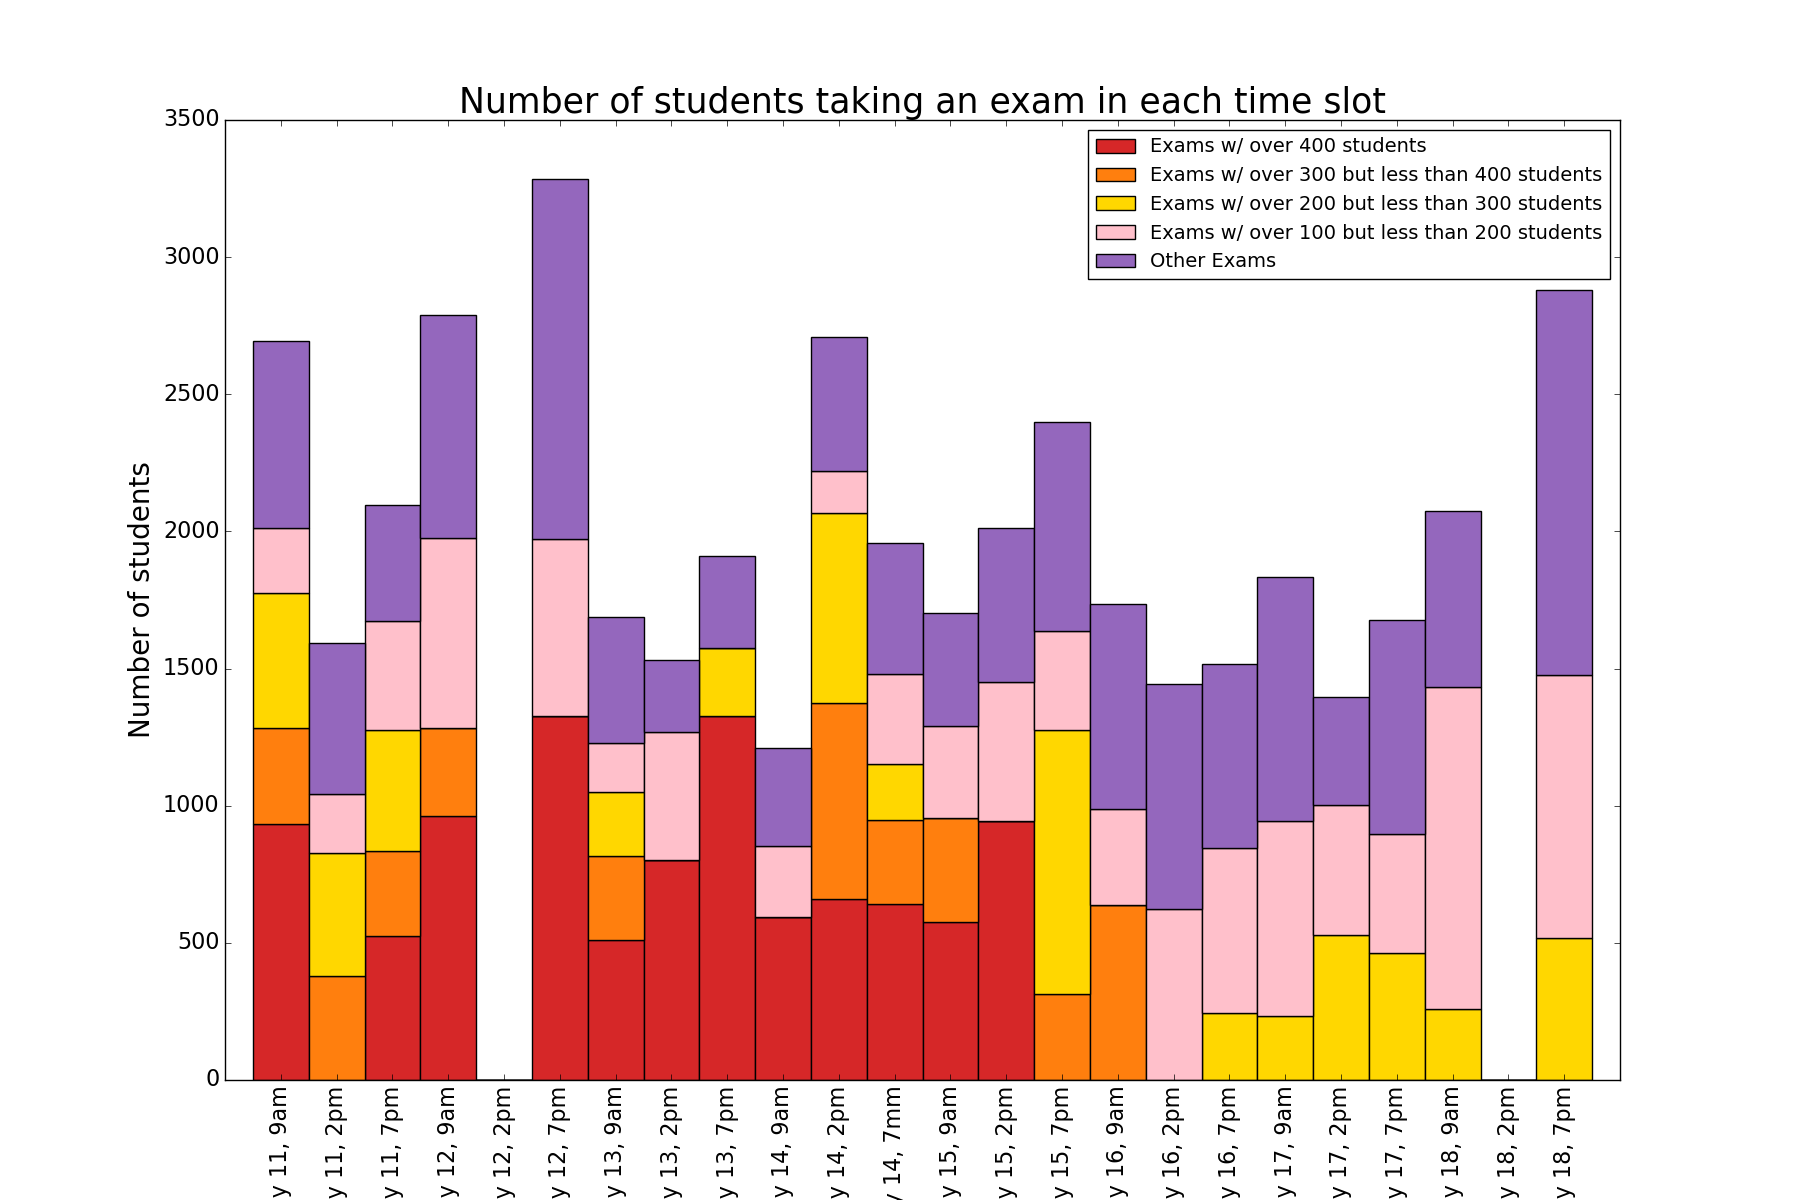 Number of students taking an exam in each time slot
3500
3000
2500
2000
1500
1000
500
0
Number of students
Exams w/ over 400 students
Exams w/ over 300 but less than 400 students
Exams w/ over 200 but less than 300 students
Exams w/ over 100 but less than 200 students
Other Exams
y 11, 9am
y 11, 2pm
y 11, 7pm
y 12, 9am
y 12, 2pm
y 12, 7pm
y 13, 9am
y 13, 2pm
y 13, 7pm
y 14, 9am
y 14, 2pm
y 14, 7mm
y 15, 9am
y 15, 2pm
y 15, 7pm
y 16, 9am
y 16, 2pm
y 16, 7pm
y 17, 9am
y 17, 2pm
y 17, 7pm
y 18, 9am
y 18, 2pm
y 18, 7pm